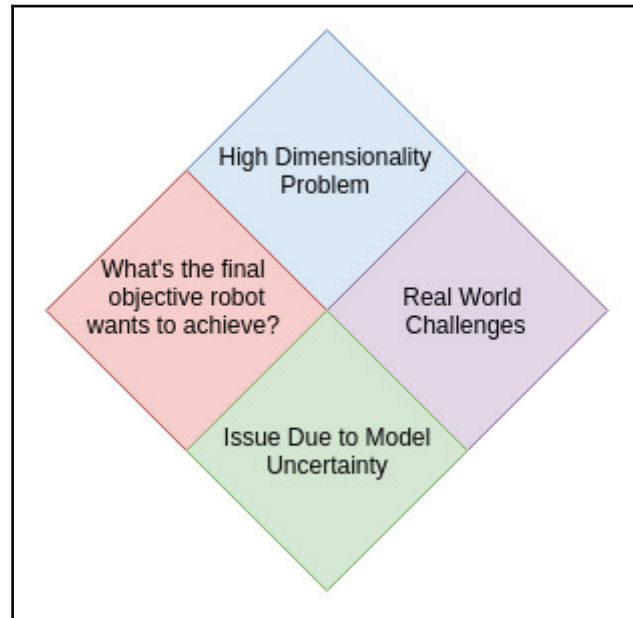 High Dimensionality
Problem
What's the final
objective robot
wants to achieve?
Real World
Challenges
Issue Due to Model
Uncertainty